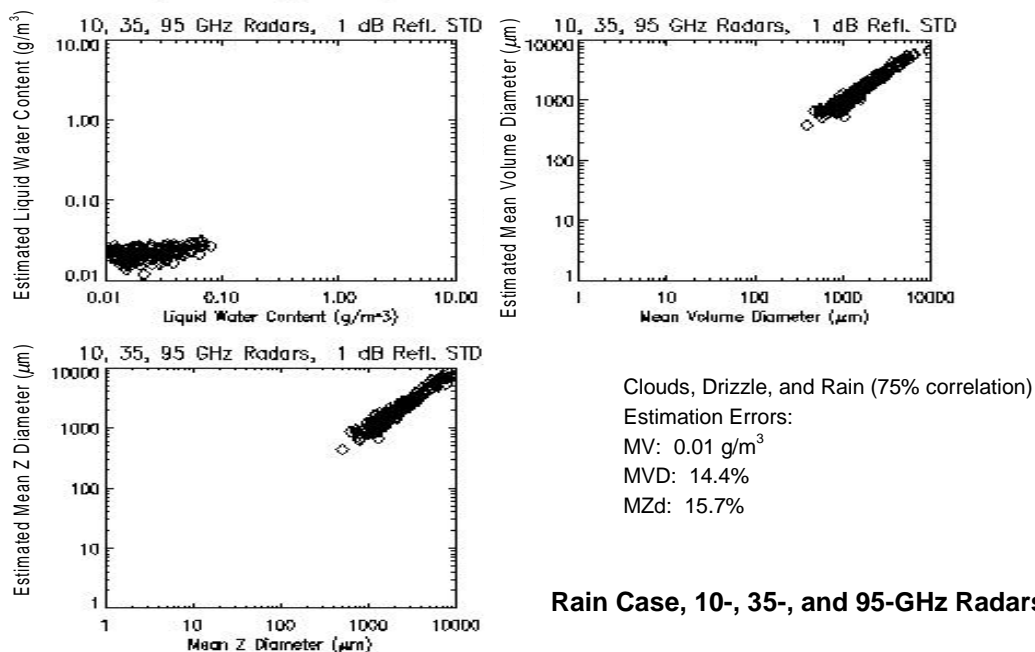 10, 35, 95 GHz Radars, 1 dB Refl. STD
Estimated Liquid Water Content (g/m³)
10.00
1.00
0.10
0.01
0.01 0.10 1.00 10.00
Liquid Water Content (g/m^3)
10, 35, 95 GHz Radars, 1 dB Refl. STD
Estimated Mean Volume Diameter (μm)
10000
1000
100
10
1
1 10 100 1000 10000
Mean Volume Diameter (μm)
10, 35, 95 GHz Radars, 1 dB Refl. STD
Estimated Mean Z Diameter (μm)
10000
1000
100
10
1
1 10 100 1000 10000
Mean Z Diameter (μm)
Clouds, Drizzle, and Rain (75% correlation)
Estimation Errors:
MV: 0.01 g/m³
MVD: 14.4%
MZd: 15.7%
Rain Case, 10-, 35-, and 95-GHz Radars